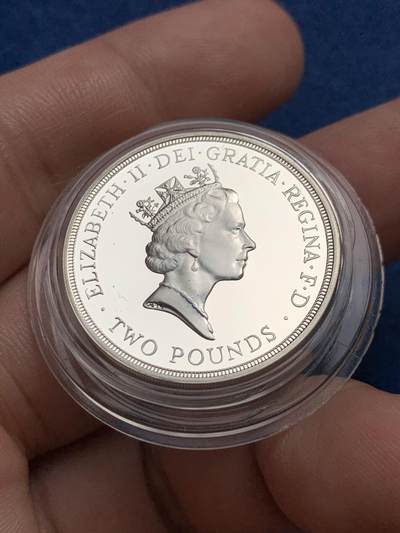 ELIZABETH · II · DEI · GRATIA · REGINA · F · D ·
TWO POUNDS ·